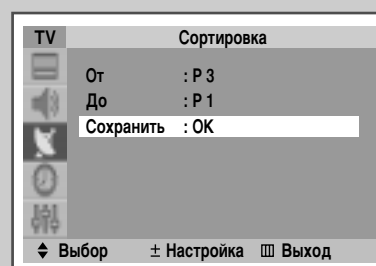 TV Сортировка
От : P 3
До : P 1
Сохранить : OK
Выбор ± Настройка Выход